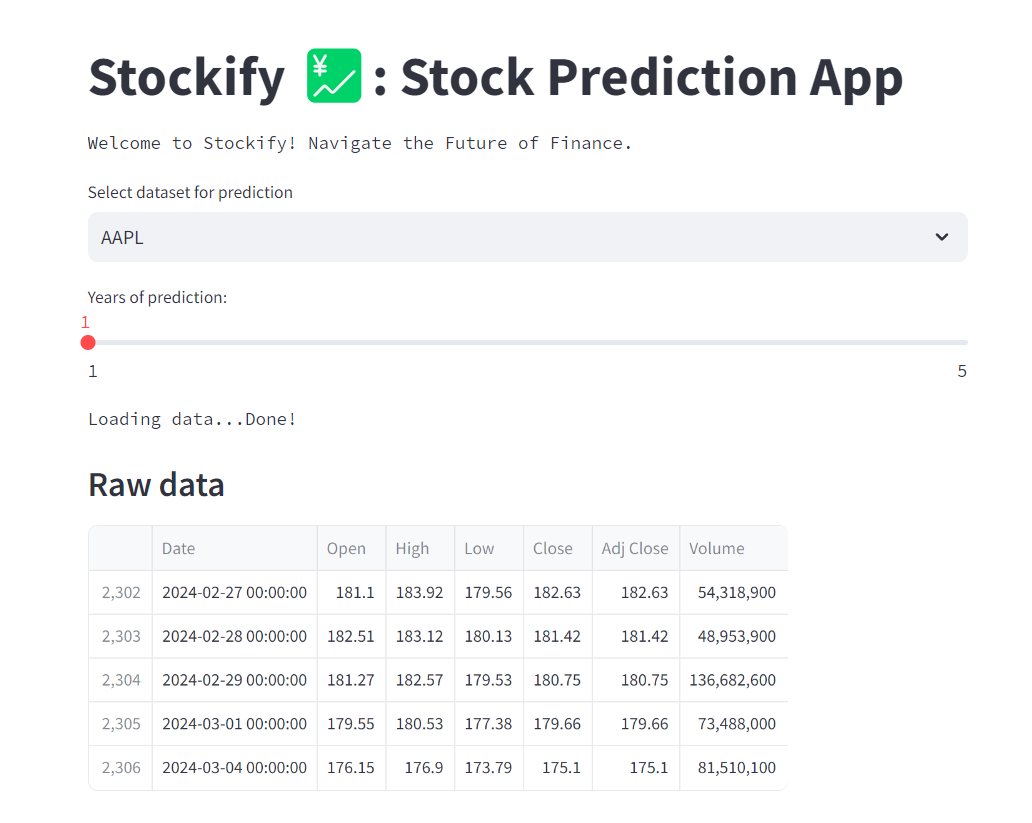 Stockify 💹 : Stock Prediction App
Welcome to Stockify! Navigate the Future of Finance.
Select dataset for prediction
AAPL
Years of prediction:
1
1 5
Loading data...Done!
Raw data
Date Open High Low Close Adj Close Volume
2,302 2024-02-27 00:00:00 181.1 183.92 179.56 182.63 182.63 54,318,900
2,303 2024-02-28 00:00:00 182.51 183.12 180.13 181.42 181.42 48,953,900
2,304 2024-02-29 00:00:00 181.27 182.57 179.53 180.75 180.75 136,682,600
2,305 2024-03-01 00:00:00 179.55 180.53 177.38 179.66 179.66 73,488,000
2,306 2024-03-04 00:00:00 176.15 176.9 173.79 175.1 175.1 81,510,100